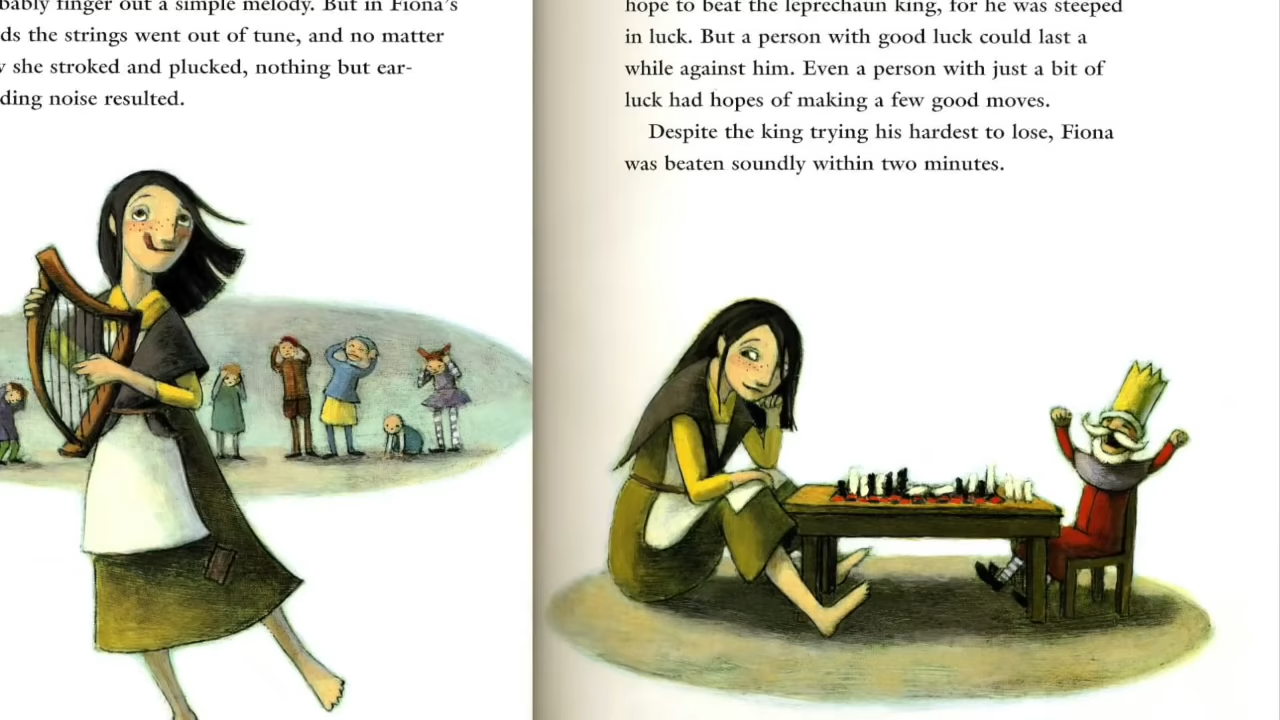 bably finger out a simple melody. But in Fiona's
ds the strings went out of tune, and no matter
she stroked and plucked, nothing but ear-
ding noise resulted.
hope to beat the leprechaun king, for he was steeped
in luck. But a person with good luck could last a
while against him. Even a person with just a bit of
luck had hopes of making a few good moves.
Despite the king trying his hardest to lose, Fiona
was beaten soundly within two minutes.